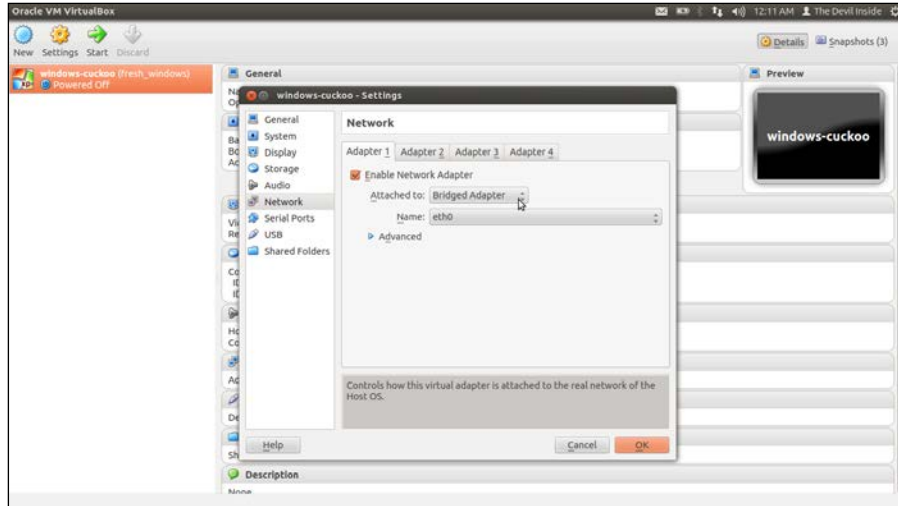 Oracle VM VirtualBox
12:11 AM The Devil Inside
New Settings Start Discard
Details Snapshots (3)
windows-cuckoo (fresh_windows)
Powered Off
General
Preview
windows-cuckoo
windows-cuckoo - Settings
General
System
Display
Storage
Audio
Network
Serial Ports
USB
Shared Folders
Network
Adapter 1 Adapter 2 Adapter 3 Adapter 4
Enable Network Adapter
Attached to: Bridged Adapter
Name: eth0
Advanced
Controls how this virtual adapter is attached to the real network of the
Host OS.
Help Cancel OK
Description
None